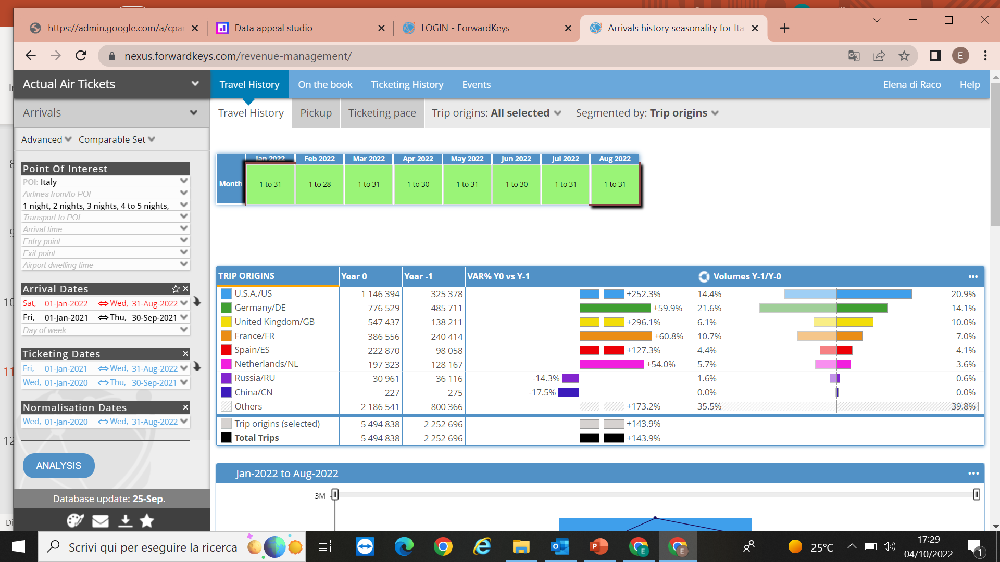 https://admin.google.com/a/cpa
Data appeal studio
LOGIN - ForwardKeys
Arrivals history seasonality for Ita
nexus.forwardkeys.com/revenue-management/
E
Actual Air Tickets
Travel History
On the book
Ticketing History
Events
Elena di Raco
Help
Arrivals
Travel History
Pickup
Ticketing pace
Trip origins: All selected
Segmented by: Trip origins
Advanced
Comparable Set
Jan 2022 Feb 2022 Mar 2022 Apr 2022 May 2022 Jun 2022 Jul 2022 Aug 2022
Month 1 to 31 1 to 28 1 to 31 1 to 30 1 to 31 1 to 30 1 to 31 1 to 31
Point Of Interest
POI: Italy
Airlines from/to POI
1 night, 2 nights, 3 nights, 4 to 5 nights,
Transport to POI
Arrival time
Entry point
Exit point
Airport dwelling time
Arrival Dates
Sat, 01-Jan-2022 Wed, 31-Aug-2022
Fri, 01-Jan-2021 Thu, 30-Sep-2021
Day of week
Ticketing Dates
Fri, 01-Jan-2021 Wed, 31-Aug-2022
Wed, 01-Jan-2020 Thu, 30-Sep-2021
Normalisation Dates
Wed, 01-Jan-2020 Wed, 31-Aug-2022
ANALYSIS
Database update: 25-Sep.
TRIP ORIGINS Year 0 Year -1 VAR% Y0 vs Y-1 Volumes Y-1/Y-0
U.S.A./US 1 146 394 325 378 +252.3% 14.4% 20.9%
Germany/DE 776 529 485 711 +59.9% 21.6% 14.1%
United Kingdom/GB 547 437 138 211 +296.1% 6.1% 10.0%
France/FR 386 556 240 414 +60.8% 10.7% 7.0%
Spain/ES 222 870 98 058 +127.3% 4.4% 4.1%
Netherlands/NL 197 323 128 167 +54.0% 5.7% 3.6%
Russia/RU 30 961 36 116 -14.3% 1.6% 0.6%
China/CN 227 275 -17.5% 0.0% 0.0%
Others 2 186 541 800 366 +173.2% 35.5% 39.8%
Trip origins (selected) 5 494 838 2 252 696 +143.9%
Total Trips 5 494 838 2 252 696 +143.9%
Jan-2022 to Aug-2022
3M
10
11
12
Di
Scrivi qui per eseguire la ricerca
25°C
17:29
04/10/2022
1